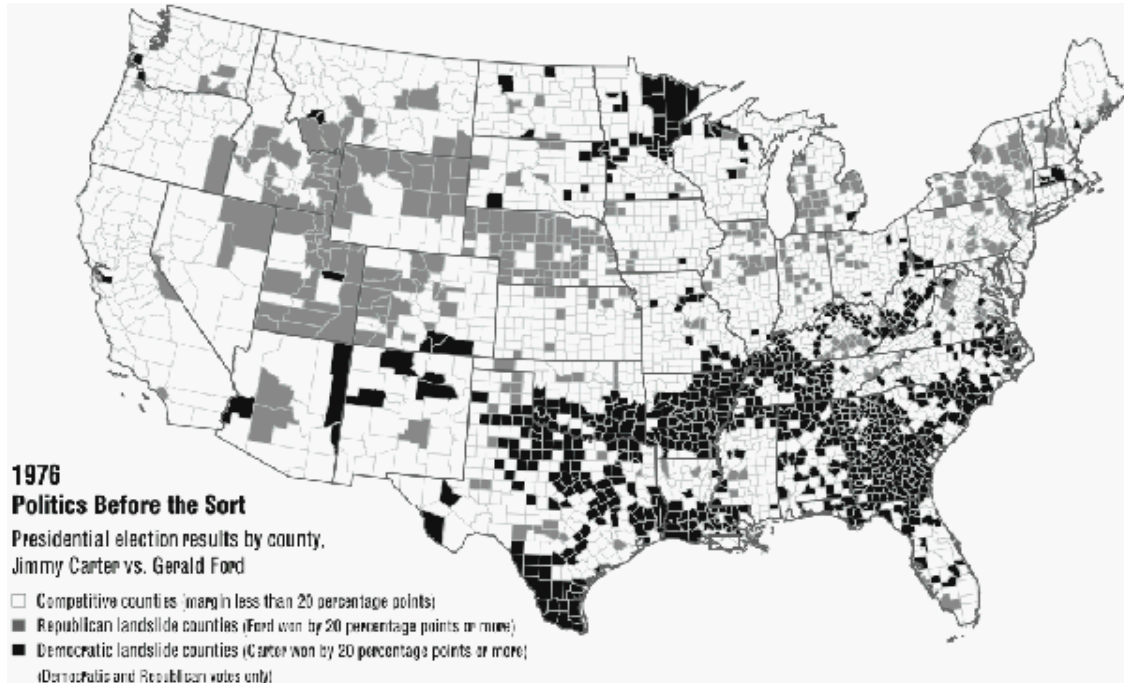 1976
Politics Before the Sort
Presidential election results by county,
Jimmy Carter vs. Gerald Ford
Competitive counties (margin less than 20 percentage points)
Republican landslide counties (Ford won by 20 percentage points or more)
Democratic landslide counties (Carter won by 20 percentage points or more)
(Democratic and Republican votes only)